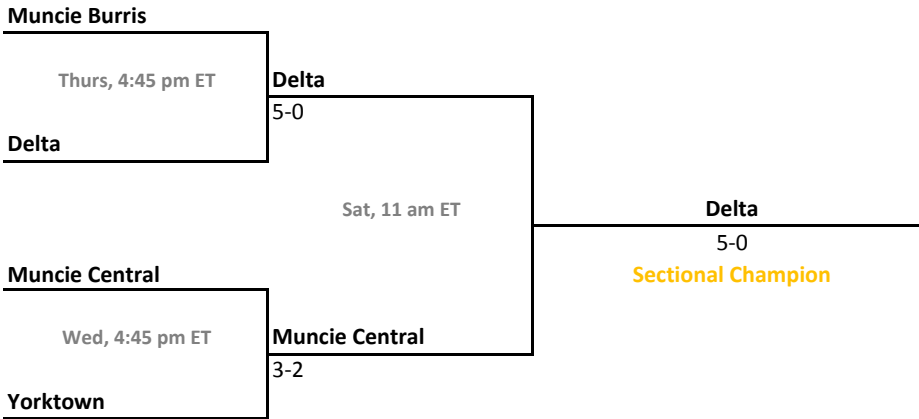 Muncie Burris
Thurs, 4:45 pm ET
Delta
5-0
Delta
Sat, 11 am ET
Delta
5-0
Sectional Champion
Muncie Central
Wed, 4:45 pm ET
Muncie Central
3-2
Yorktown